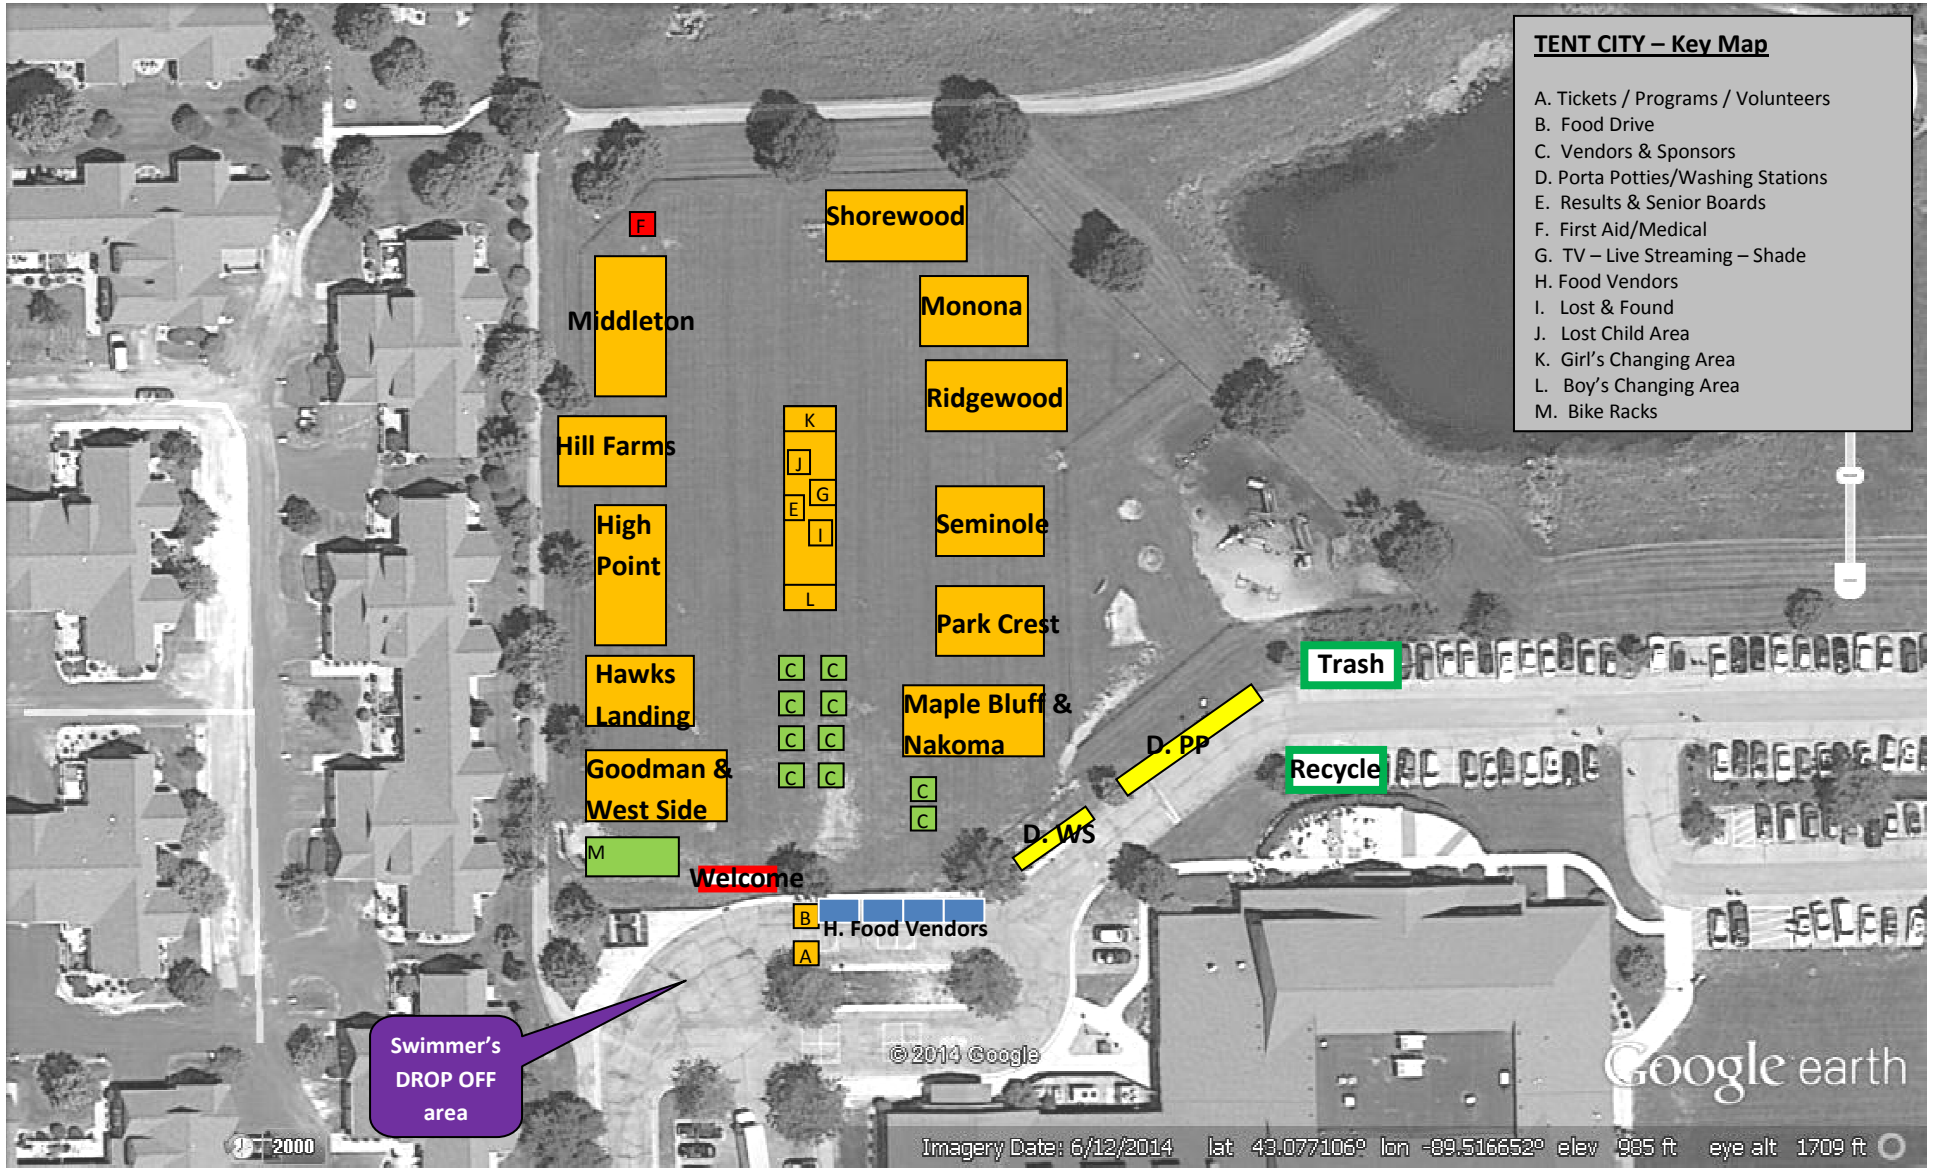 TENT CITY – Key Map
A. Tickets / Programs / Volunteers
B. Food Drive
C. Vendors & Sponsors
D. Porta Potties/Washing Stations
E. Results & Senior Boards
F. First Aid/Medical
G. TV – Live Streaming – Shade
H. Food Vendors
I. Lost & Found
J. Lost Child Area
K. Girl's Changing Area
L. Boy's Changing Area
M. Bike Racks
Shorewood
F
Monona
Middleton
Ridgewood
K
Hill Farms
J
G
E
High
Point
Seminole
I
L
Park Crest
Trash
C C
Hawks
Landing
Maple Bluff &
Nakoma
C C
D. PP
C C
Goodman &
West Side
Recycle
C C
C
C
D. WS
M
Welcome
B
H. Food Vendors
A
Swimmer's
DROP OFF
area
© 2014 Google
Google earth
2000
Imagery Date: 6/12/2014 lat 43.077106° lon -89.516652° elev 985 ft eye alt 1709 ft